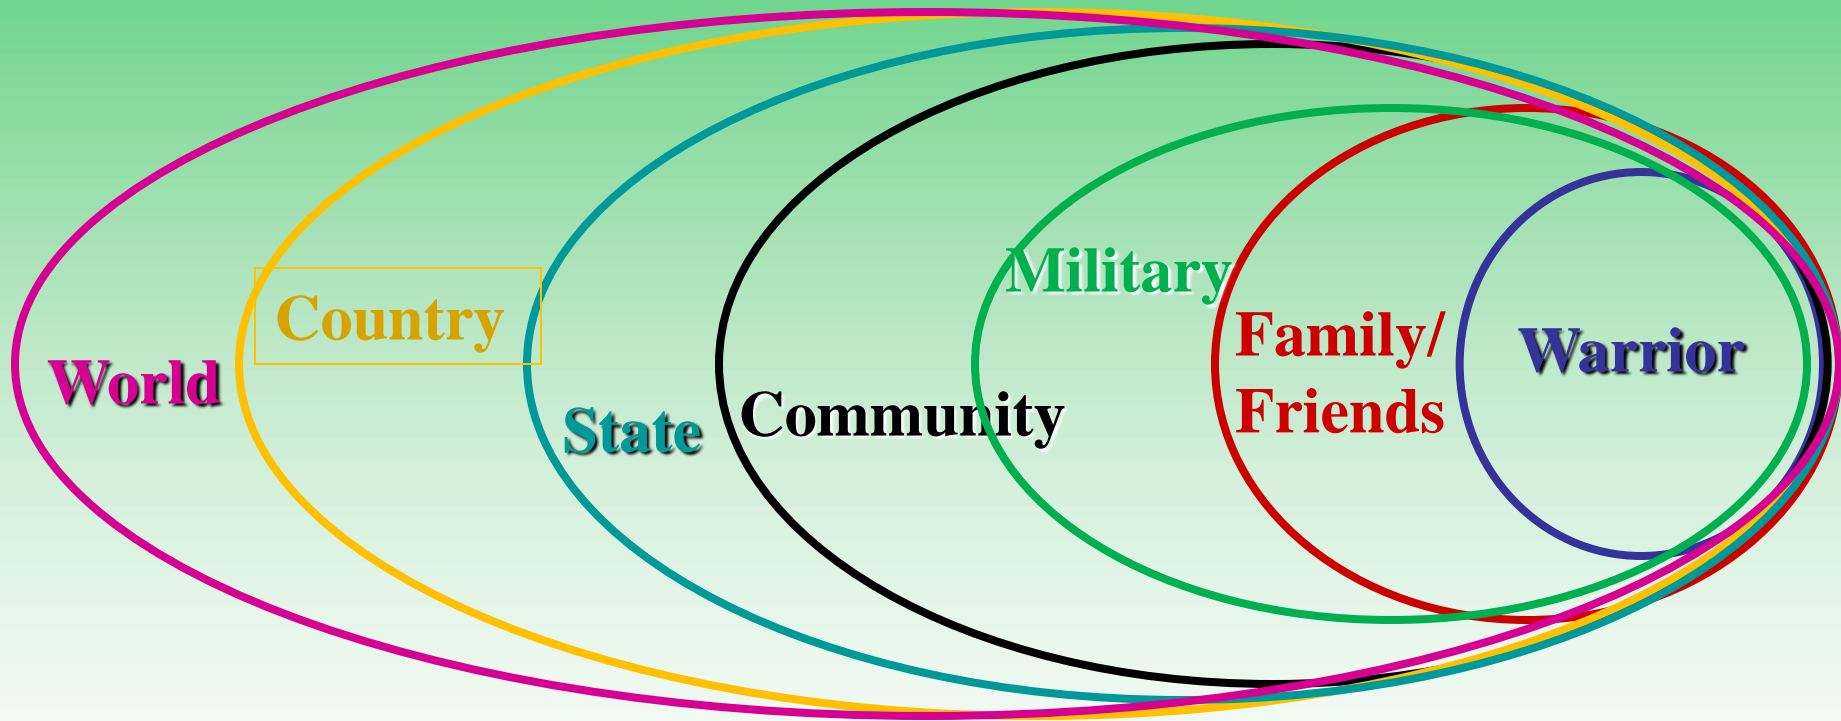 World
Country
State
Community
Military
Family/
Friends
Warrior